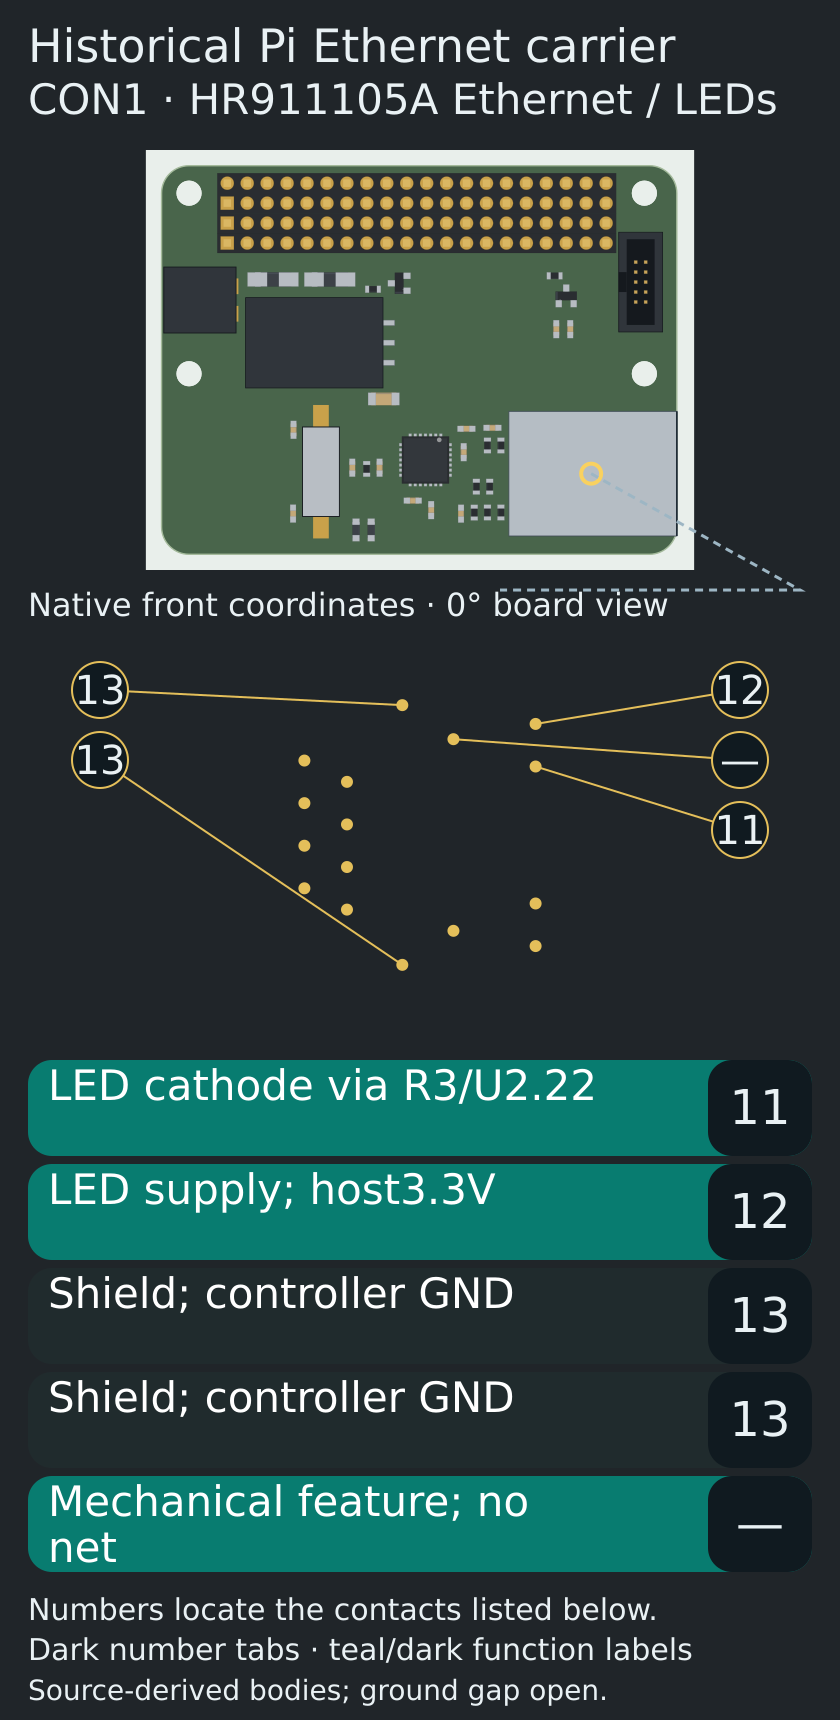 Historical Pi Ethernet carrier
CON1 · HR911105A Ethernet / LEDs
Native front coordinates · 0° board view
13
12
13
—
11
LED cathode via R3/U2.22
11
LED supply; host3.3V
12
Shield; controller GND
13
Shield; controller GND
13
Mechanical feature; no
net
—
Numbers locate the contacts listed below.
Dark number tabs · teal/dark function labels
Source-derived bodies; ground gap open.